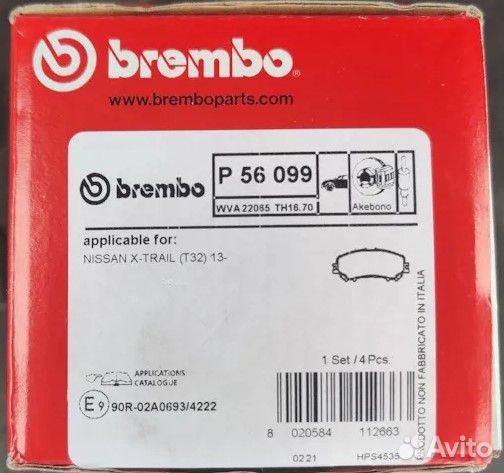 brembo®
www.bremboparts.com
brembo
P 56 099
WVA 22065 TH16.70
Akebono
applicable for:
NISSAN X-TRAIL (T32) 13-
1 Set / 4 Pcs.
APPLICATIONS
CATALOGUE
E9 90R-02A0693/4222
8 020584 112663
02 21
HPS4535
PRODOTTO NON FABBRICATO IN ITALIA
Avito